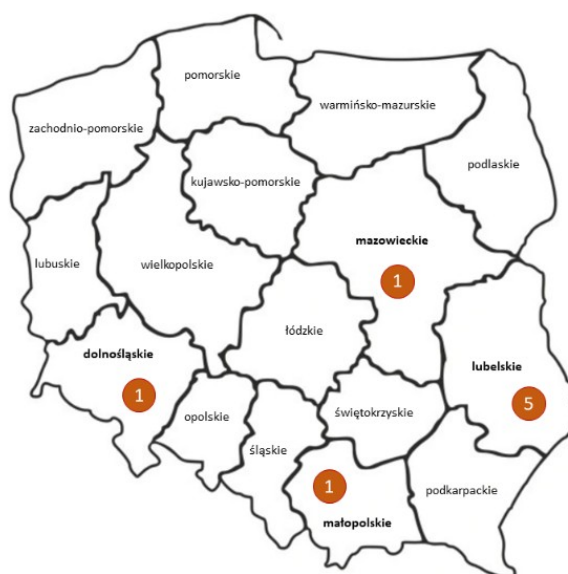 pomorskie
warmińsko-mazurskie
zachodnio-pomorskie
podlaskie
kujawsko-pomorskie
mazowieckie
lubuskie
wielkopolskie
1
łódzkie
dolnośląskie
lubelskie
1
5
opolskie
świętokrzyskie
śląskie
1
podkarpackie
małopolskie